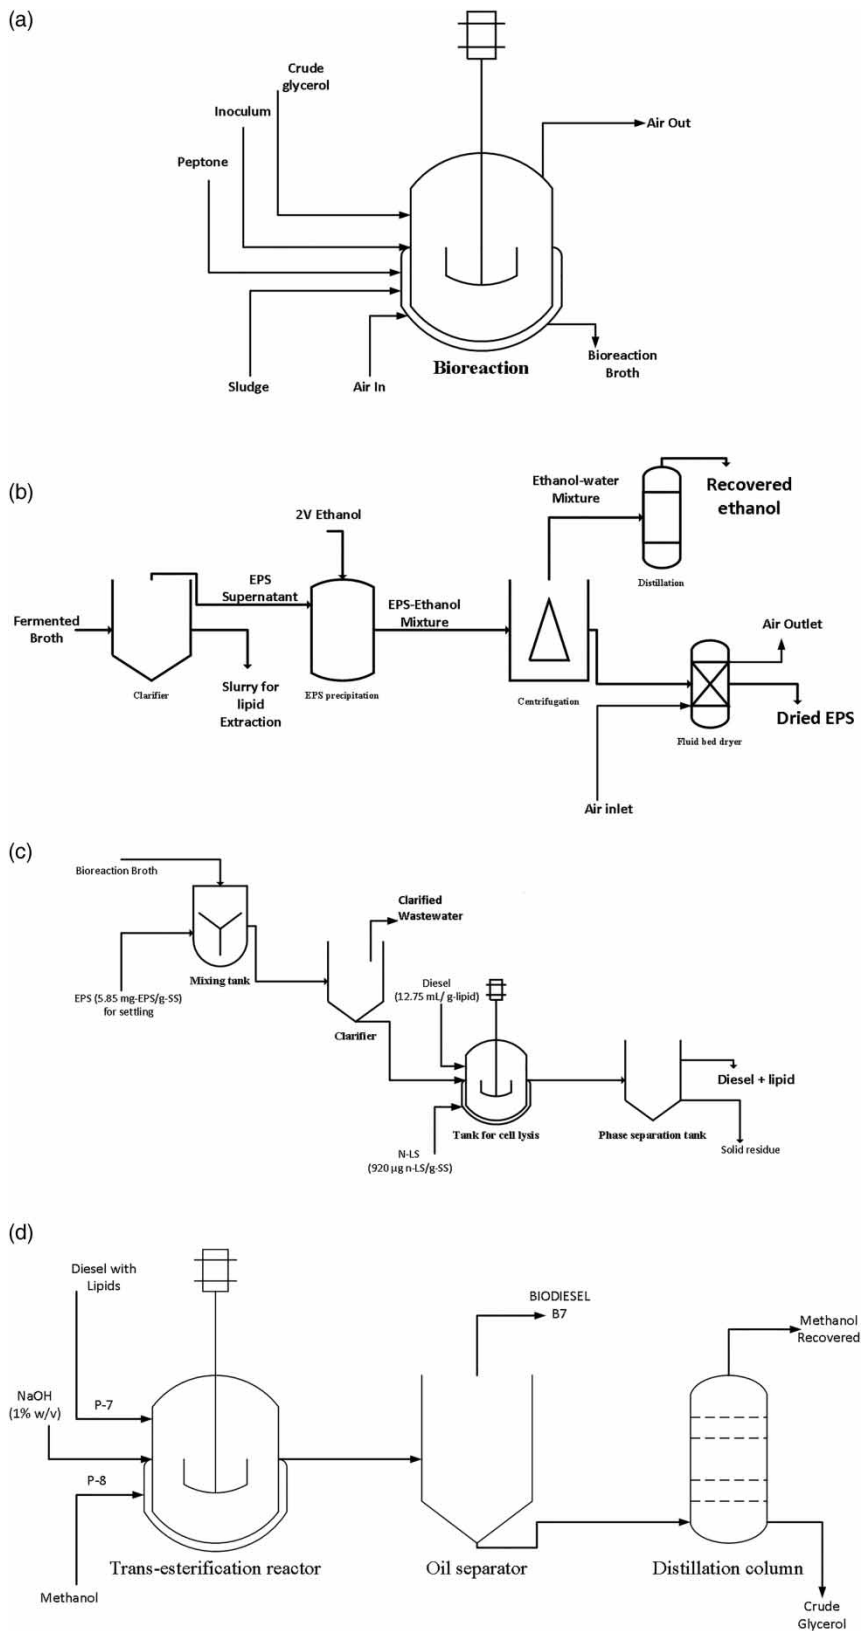 (a)
Crude
glycerol
Inoculum
Air Out
Peptone
Bioreaction
Bioreaction
Broth
Sludge
Air In
(b)
Ethanol-water
Mixture
Recovered
ethanol
2V Ethanol
Distillation
EPS
Supernatant
EPS-Ethanol
Mixture
Fermented
Broth
Air Outlet
Clarifier
Slurry for
lipid
Extraction
EPS precipitation
Centrifugation
Dried EPS
Fluid bed dryer
Air inlet
(c)
Bioreaction Broth
Clarified
Wastewater
Mixing tank
Diesel
(12.75 mL/ g-lipid)
EPS (5.85 mg-EPS/g-SS)
for settling
Clarifier
Diesel + lipid
Tank for cell lysis
Phase separation tank
Solid residue
N-LS
(920 µg n-LS/g-SS)
(d)
Diesel with
Lipids
BIODIESEL
B7
Methanol
Recovered
NaOH
(1% w/v)
P-7
P-8
Trans-esterification reactor
Oil separator
Distillation column
Methanol
Crude
Glycerol